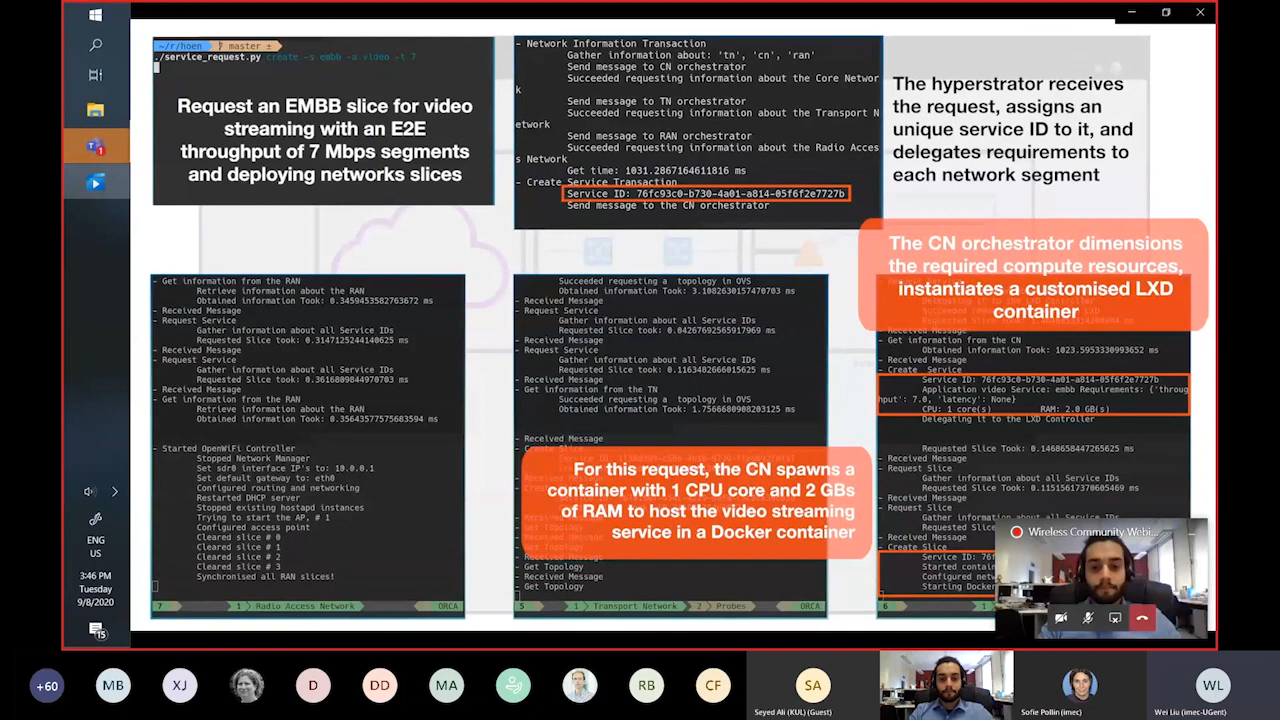 ~/r/hoen master ±
./service_request.py create -s embb -a video -t 7
Request an EMBB slice for video
streaming with an E2E
throughput of 7 Mbps segments
and deploying networks slices
- Network Information Transaction
Gather information about: 'tn', 'cn', 'ran'
Send message to CN orchestrator
Succeeded requesting information about the Core Networ
k
Send message to TN orchestrator
Succeeded requesting information about the Transport N
etwork
Send message to RAN orchestrator
Succeeded requesting information about the Radio Acces
s Network
Get time: 1031.2867164611816 ms
- Create Service Transaction
Service ID: 76fc93c0-b730-4a01-a814-05f6f2e7727b
Send message to the CN orchestrator
The hyperstrator receives
the request, assigns an
unique service ID to it, and
delegates requirements to
each network segment
The CN orchestrator dimensions
the required compute resources,
instantiates a customised LXD
container
- Get information from the RAN
Retrieve information about the RAN
Obtained information Took: 0.3459453582763672 ms
- Received Message
- Request Service
Gather information about all Service IDs
Requested Slice took: 0.3147125244140625 ms
- Received Message
- Request Service
Gather information about all Service IDs
Requested Slice took: 0.3616809844970703 ms
- Received Message
- Get information from the RAN
Retrieve information about the RAN
Obtained information Took: 0.35643577575683594 ms
- Started OpenWiFi Controller
Stopped Network Manager
Set sdr0 interface IP's to: 10.0.0.1
Set default gateway to: eth0
Configured routing and networking
Restarted DHCP server
Stopped existing hostapd instances
Trying to start the AP, # 1
Configured access point
Cleared slice # 0
Cleared slice # 1
Cleared slice # 2
Cleared slice # 3
Synchronised all RAN slices!
7 1 Radio Access Network ORCA
Succeeded requesting a topology in OVS
Obtained information Took: 3.1082630157470703 ms
- Received Message
- Request Service
Gather information about all Service IDs
Requested Slice took: 0.04267692565917969 ms
- Received Message
- Request Service
Gather information about all Service IDs
Requested Slice took: 0.1163482666015625 ms
- Received Message
- Get information from the TN
Succeeded requesting a topology in OVS
Obtained information Took: 1.7566680908203125 ms
- Received Message
For this request, the CN spawns a
container with 1 CPU core and 2 GBs
of RAM to host the video streaming
service in a Docker container
- Get Topology
- Received Message
- Get Topology
5 1 Transport Network 2 Probes ORCA
- Get information from the CN
Obtained information Took: 1023.5953330993652 ms
- Received Message
- Create Service
Service ID: 76fc93c0-b730-4a01-a814-05f6f2e7727b
Application video Service: embb Requirements: {'throu
ghput': 7.0, 'latency': None}
CPU: 1 core(s) RAM: 2.0 GB(s)
Delegating it to the LXD Controller
Requested Slice Took: 0.1468658447265625 ms
- Received Message
- Request Slice
Gather information about all Service IDs
Requested Slice Took: 0.11515617370605469 ms
- Received Message
- Request Slice
Gather information
Requested Slice
- Received Message
- Create Slice
Service ID: 76f
Started contain
Configured netw
Starting Docker
6 1
Wireless Community Webi...
ENG
US
3:46 PM
Tuesday
9/8/2020
15
+60
MB
XJ
D
DD
MA
RB
CF
SA
Seyed Ali (KUL) (Guest)
Sofie Pollin (imec)
WL
Wei Liu (imec-UGent)